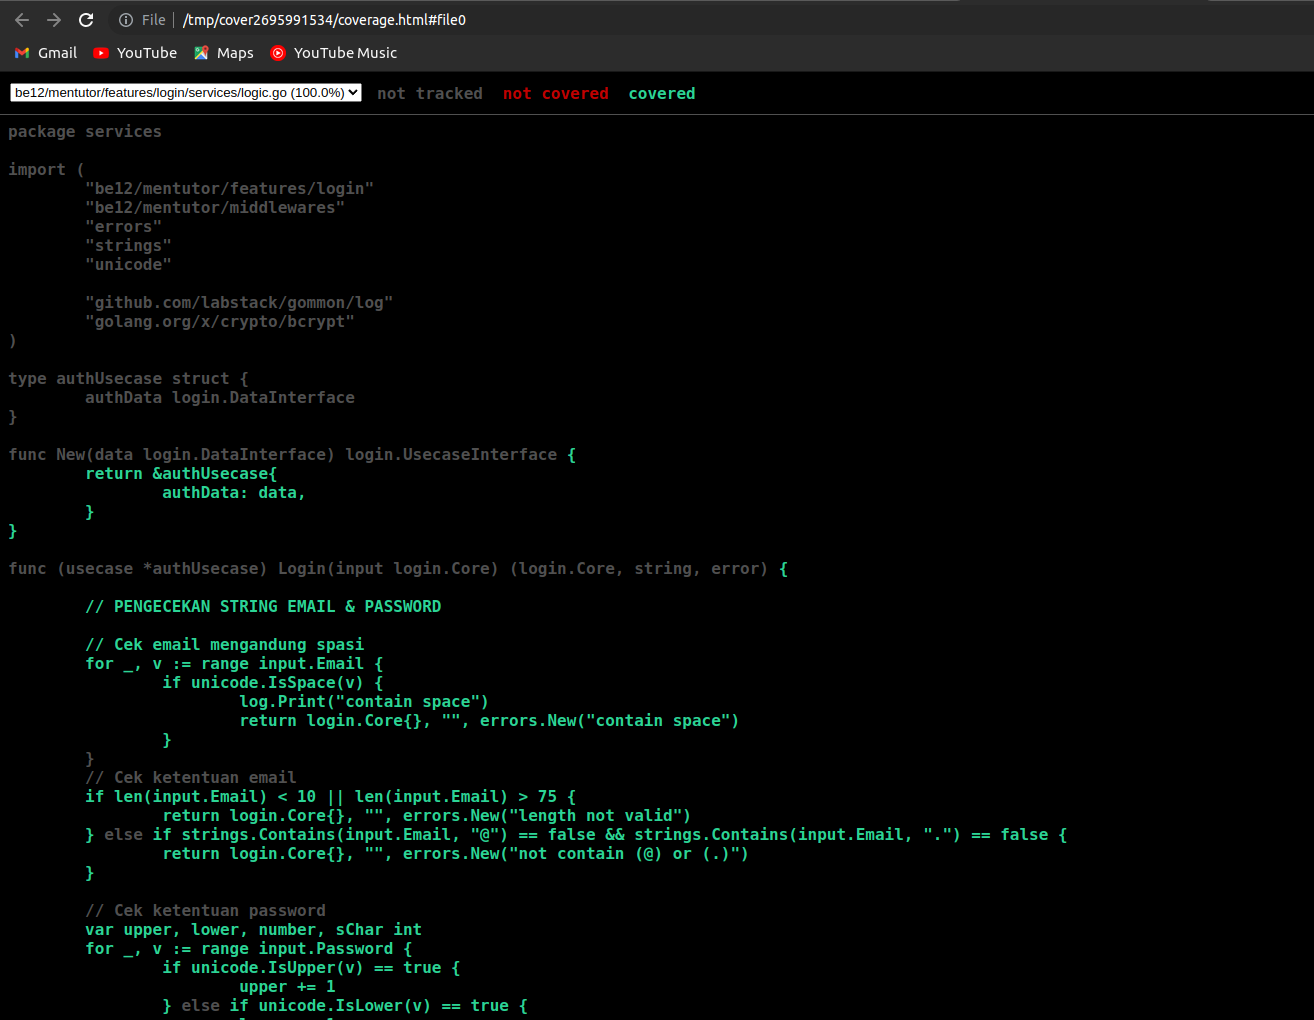 File | /tmp/cover2695991534/coverage.html#file0
Gmail YouTube Maps YouTube Music
be12/mentutor/features/login/services/logic.go (100.0%) not tracked not covered covered
package services
import (
"be12/mentutor/features/login"
"be12/mentutor/middlewares"
"errors"
"strings"
"unicode"
"github.com/labstack/gommon/log"
"golang.org/x/crypto/bcrypt"
)
type authUsecase struct {
authData login.DataInterface
}
func New(data login.DataInterface) login.UsecaseInterface {
return &authUsecase{
authData: data,
}
}
func (usecase *authUsecase) Login(input login.Core) (login.Core, string, error) {
// PENGECEKAN STRING EMAIL & PASSWORD
// Cek email mengandung spasi
for _, v := range input.Email {
if unicode.IsSpace(v) {
log.Print("contain space")
return login.Core{}, "", errors.New("contain space")
}
}
// Cek ketentuan email
if len(input.Email) < 10 || len(input.Email) > 75 {
return login.Core{}, "", errors.New("length not valid")
} else if strings.Contains(input.Email, "@") == false && strings.Contains(input.Email, ".") == false {
return login.Core{}, "", errors.New("not contain (@) or (.)")
}
// Cek ketentuan password
var upper, lower, number, sChar int
for _, v := range input.Password {
if unicode.IsUpper(v) == true {
upper += 1
} else if unicode.IsLower(v) == true {